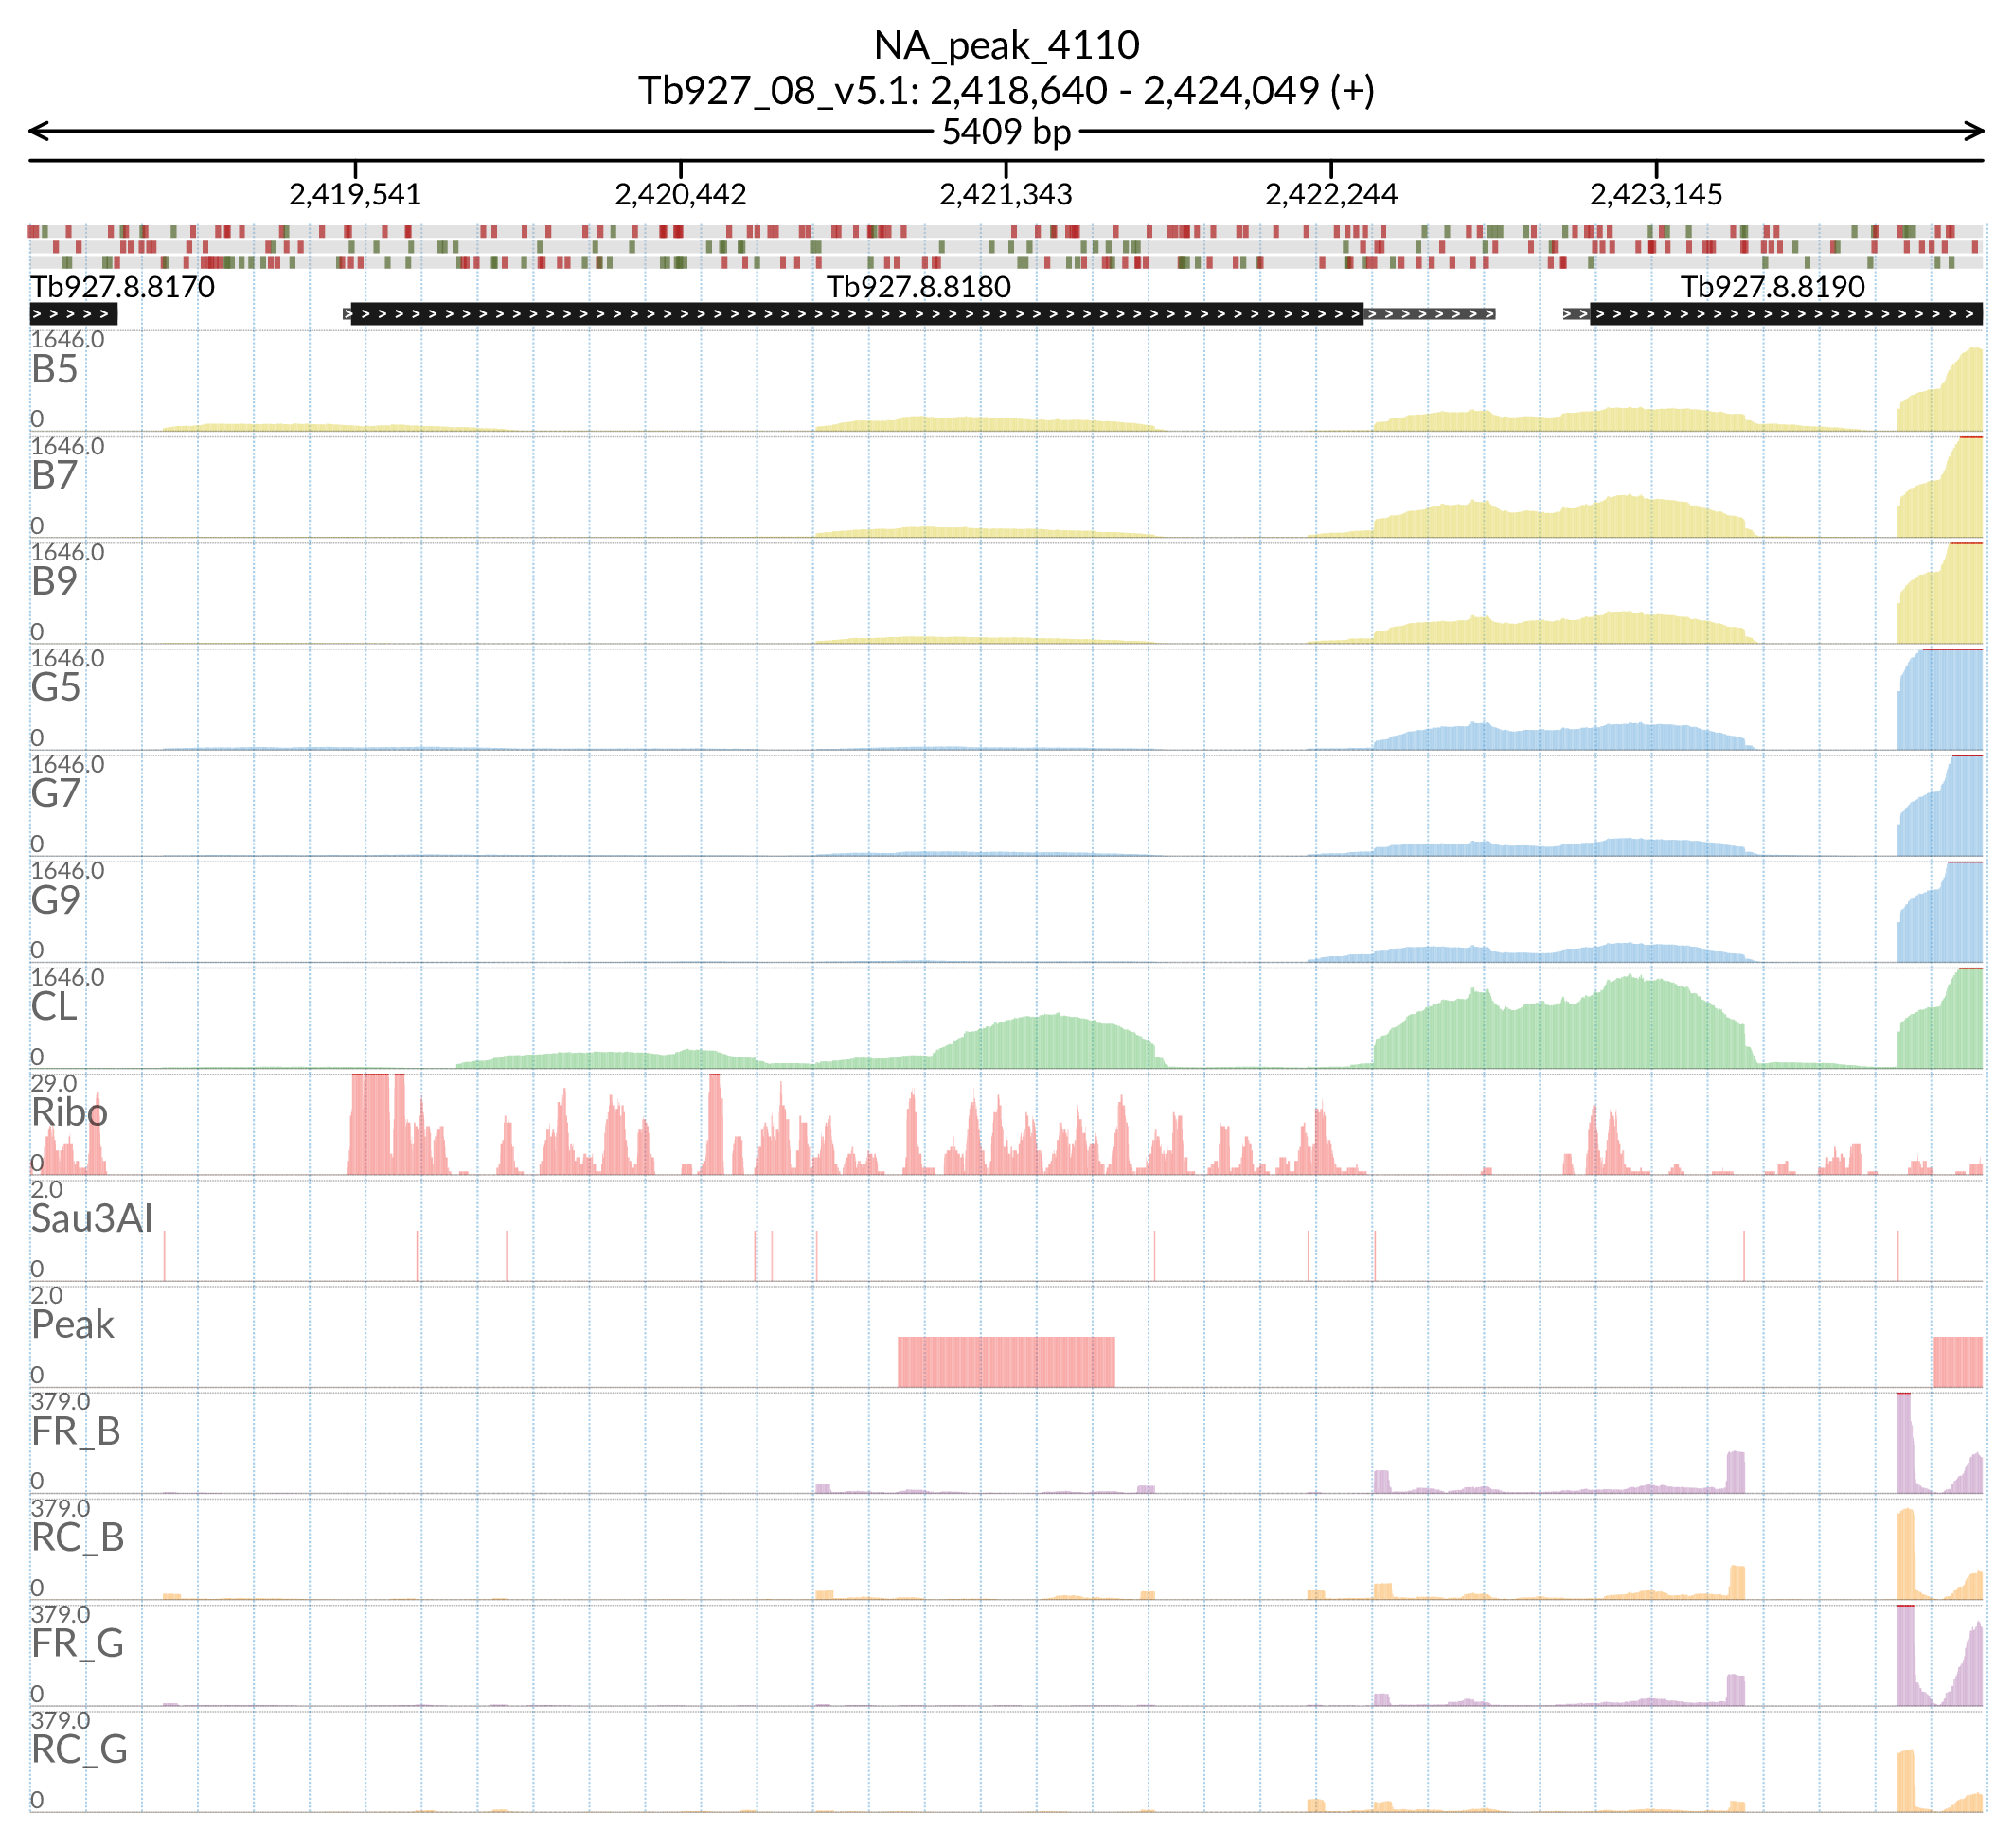 NA_peak_4110
Tb927_08_v5.1: 2,418,640 - 2,424,049 (+)
5409 bp
2,419,541 2,420,442 2,421,343 2,422,244 2,423,145
Tb927.8.8170 Tb927.8.8180 Tb927.8.8190
1646.0
B5
0
1646.0
B7
0
1646.0
B9
0
1646.0
G5
0
1646.0
G7
0
1646.0
G9
0
1646.0
CL
0
29.0
Ribo
0
2.0
Sau3AI
0
2.0
Peak
0
379.0
FR_B
0
379.0
RC_B
0
379.0
FR_G
0
379.0
RC_G
0